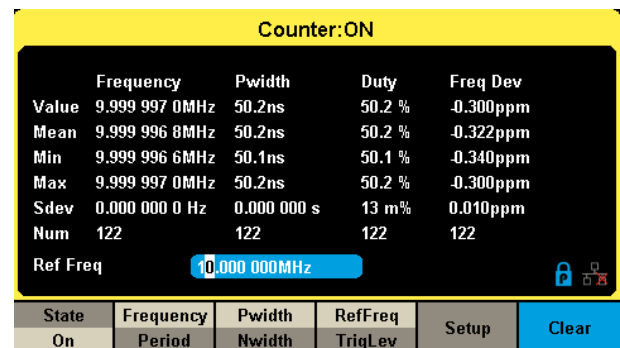 Counter:ON
Frequency Pwidth Duty Freq Dev
Value 9.999 997 0MHz 50.2ns 50.2 % -0.300ppm
Mean 9.999 996 8MHz 50.2ns 50.2 % -0.322ppm
Min 9.999 996 6MHz 50.1ns 50.1 % -0.340ppm
Max 9.999 997 0MHz 50.2ns 50.2 % -0.300ppm
Sdev 0.000 000 0 Hz 0.000 000 s 13 m% 0.010ppm
Num 122 122 122 122
Ref Freq 10.000 000MHz
P
State Frequency Pwidth RefFreq Setup Clear
On Period Nwidth TrigLev